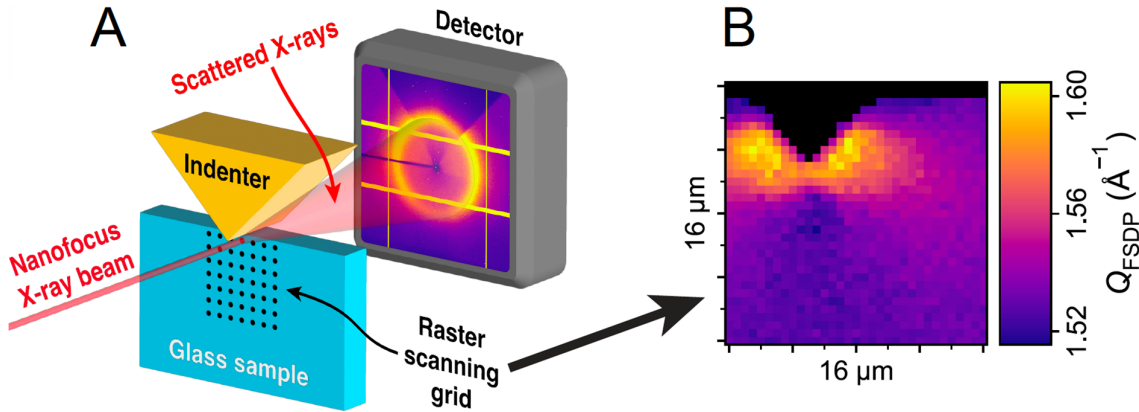 A
Scattered X-rays
Detector
Indenter
Nanofocus
X-ray beam
Glass sample
Raster
scanning
grid
B
16 µm
16 µm
1.60
1.56
1.52
Q_FSDP (Å⁻¹)